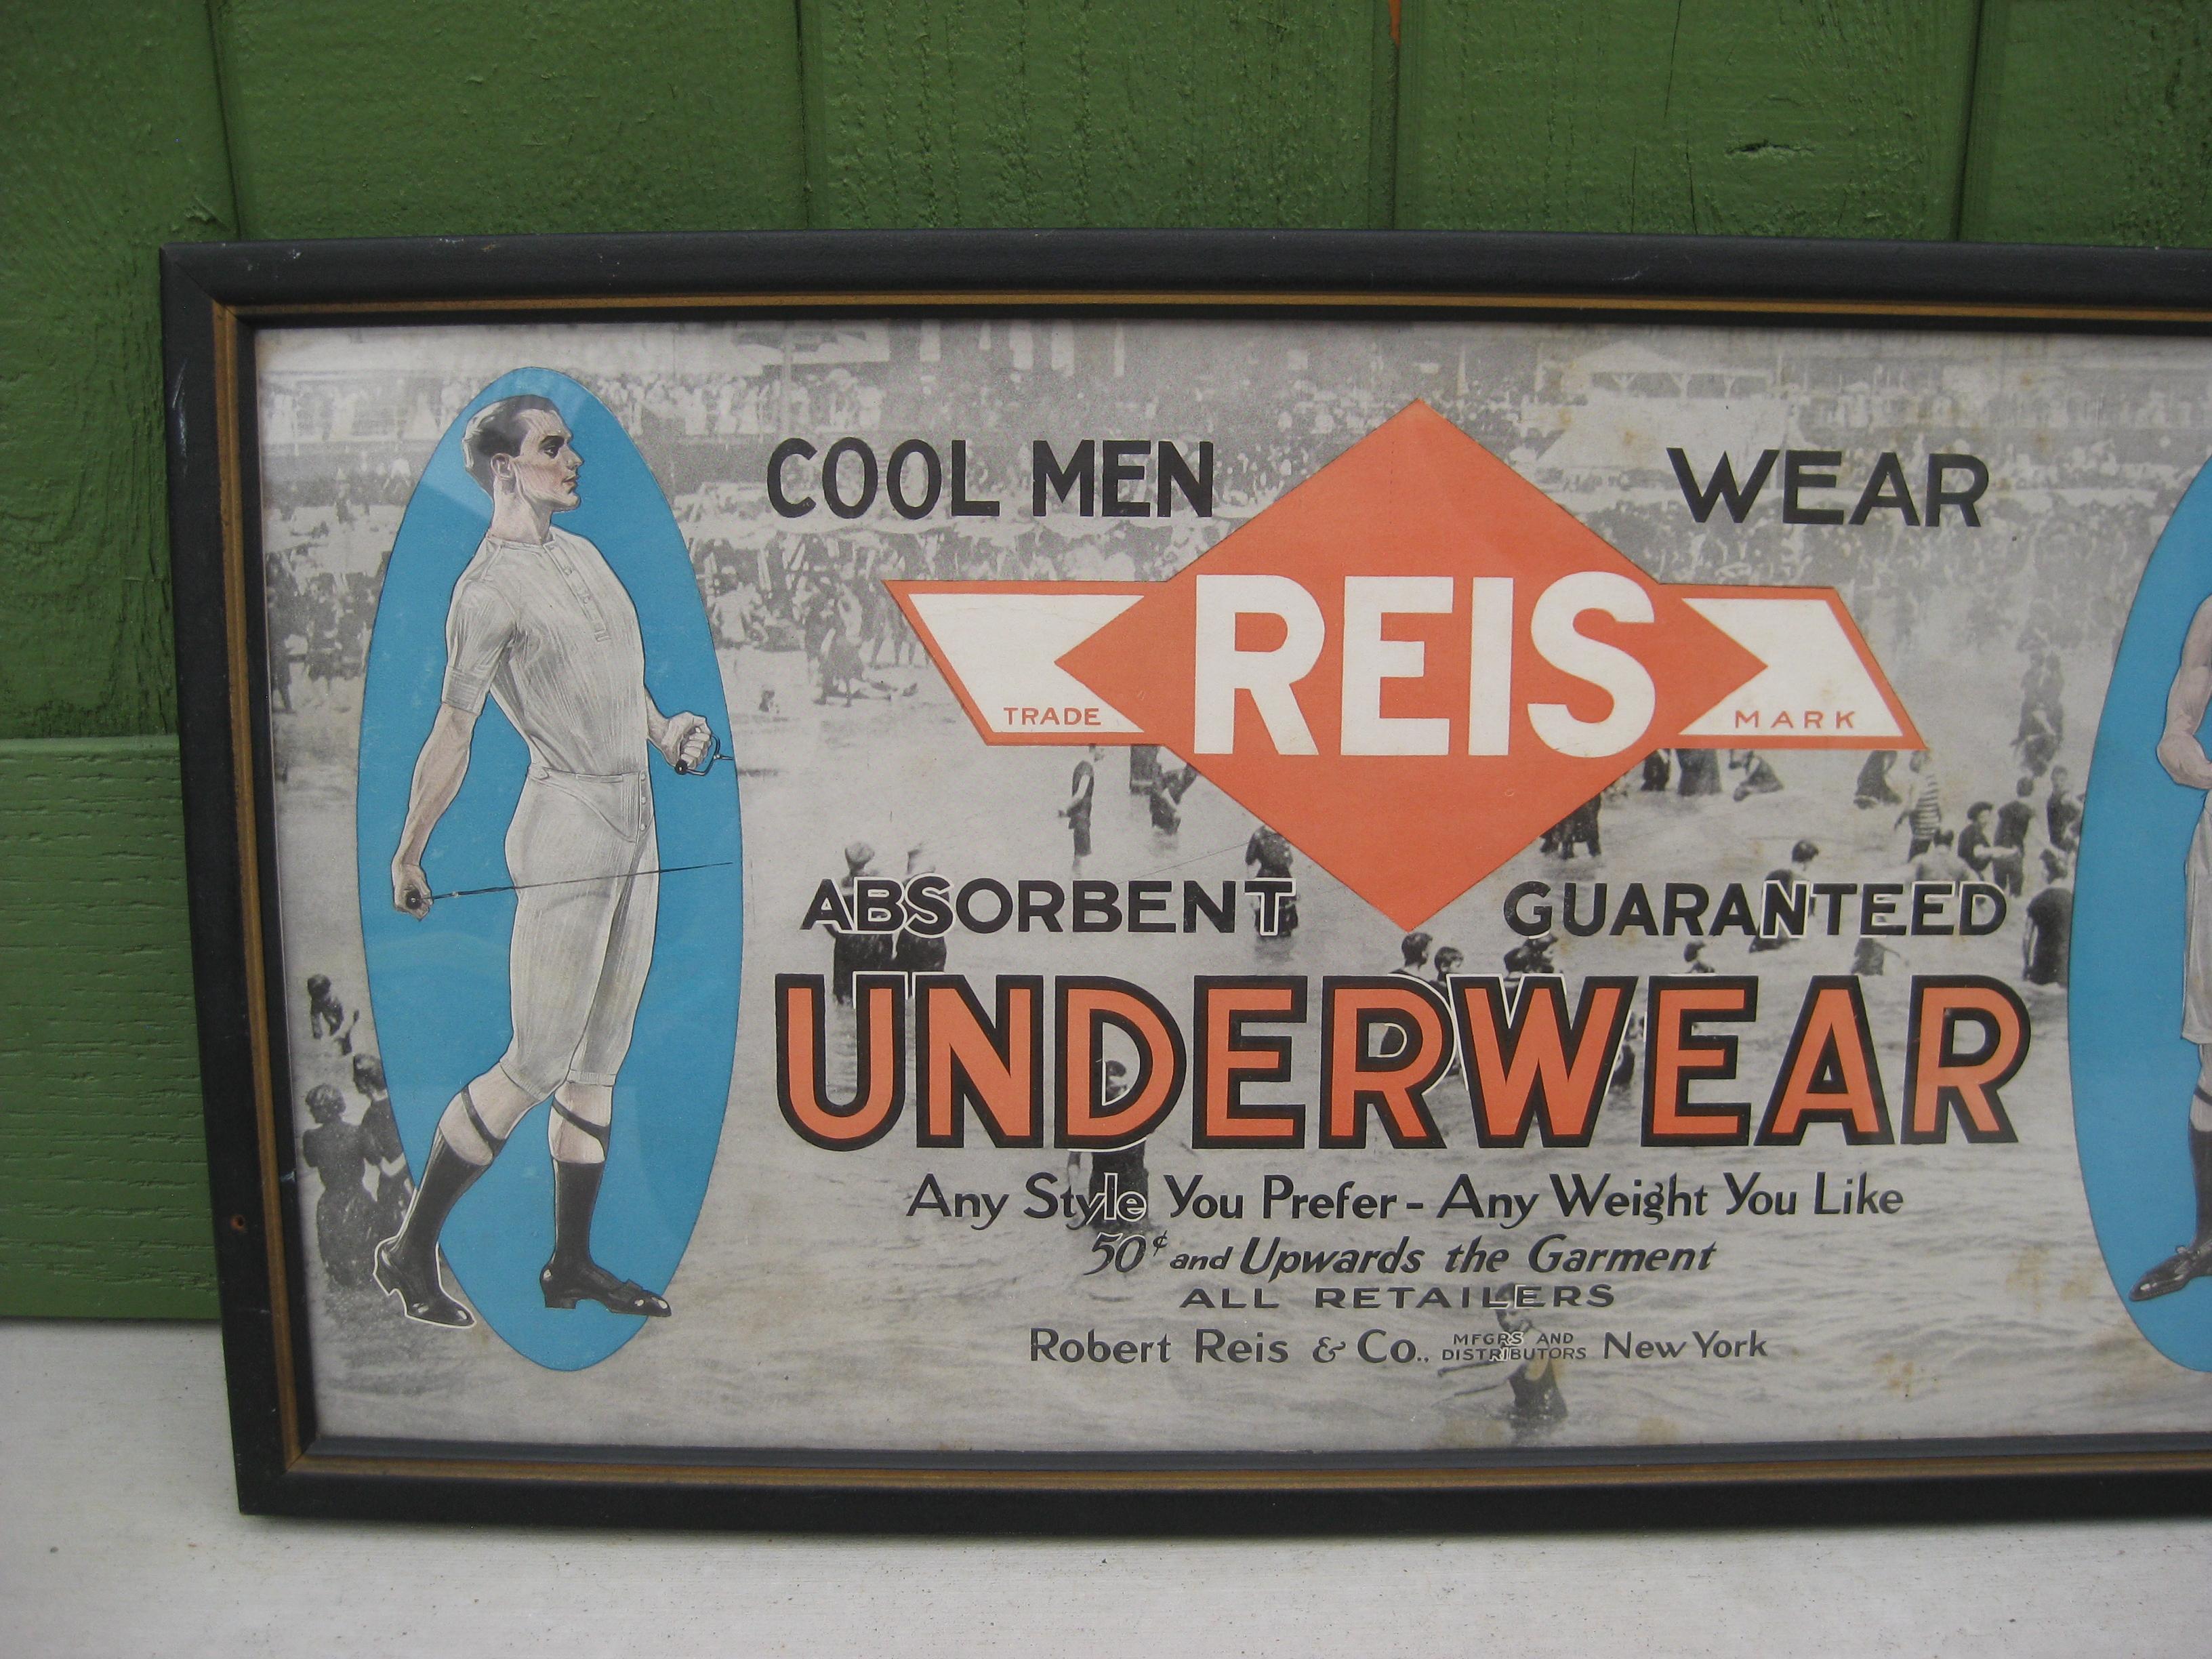 COOL MEN WEAR
REIS
TRADE MARK
ABSORBENT GUARANTEED
UNDERWEAR
Any Style You Prefer - Any Weight You Like
50¢ and Upwards the Garment
ALL RETAILERS
Robert Reis & Co., MFGRS AND DISTRIBUTORS New York